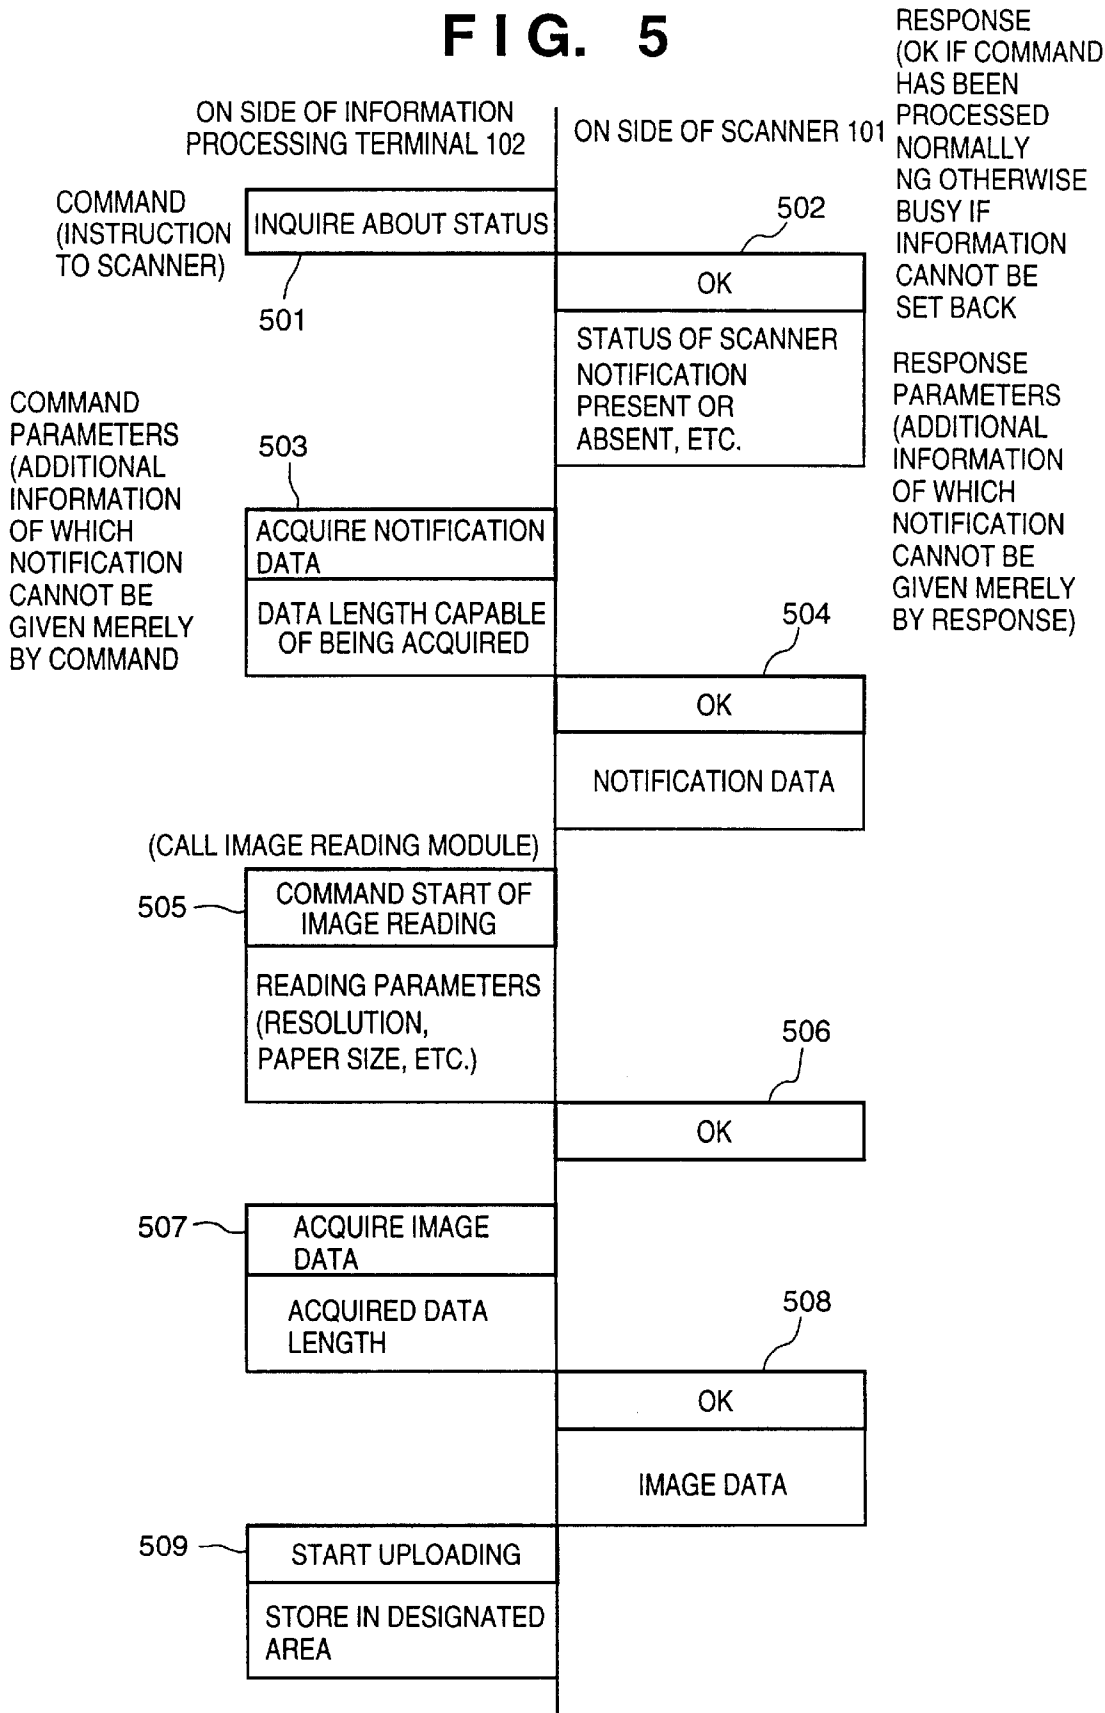 FIG. 5
RESPONSE
(OK IF COMMAND
HAS BEEN
PROCESSED
NORMALLY
NG OTHERWISE
BUSY IF
INFORMATION
CANNOT BE
SET BACK
ON SIDE OF INFORMATION
PROCESSING TERMINAL 102
ON SIDE OF SCANNER 101
COMMAND
(INSTRUCTION
TO SCANNER)
INQUIRE ABOUT STATUS
501
502
OK
STATUS OF SCANNER
NOTIFICATION
PRESENT OR
ABSENT, ETC.
RESPONSE
PARAMETERS
(ADDITIONAL
INFORMATION
OF WHICH
NOTIFICATION
CANNOT BE
GIVEN MERELY
BY RESPONSE)
COMMAND
PARAMETERS
(ADDITIONAL
INFORMATION
OF WHICH
NOTIFICATION
CANNOT BE
GIVEN MERELY
BY COMMAND
503
ACQUIRE NOTIFICATION
DATA
DATA LENGTH CAPABLE
OF BEING ACQUIRED
504
OK
NOTIFICATION DATA
(CALL IMAGE READING MODULE)
505
COMMAND START OF
IMAGE READING
READING PARAMETERS
(RESOLUTION,
PAPER SIZE, ETC.)
506
OK
507
ACQUIRE IMAGE
DATA
ACQUIRED DATA
LENGTH
508
OK
IMAGE DATA
509
START UPLOADING
STORE IN DESIGNATED
AREA